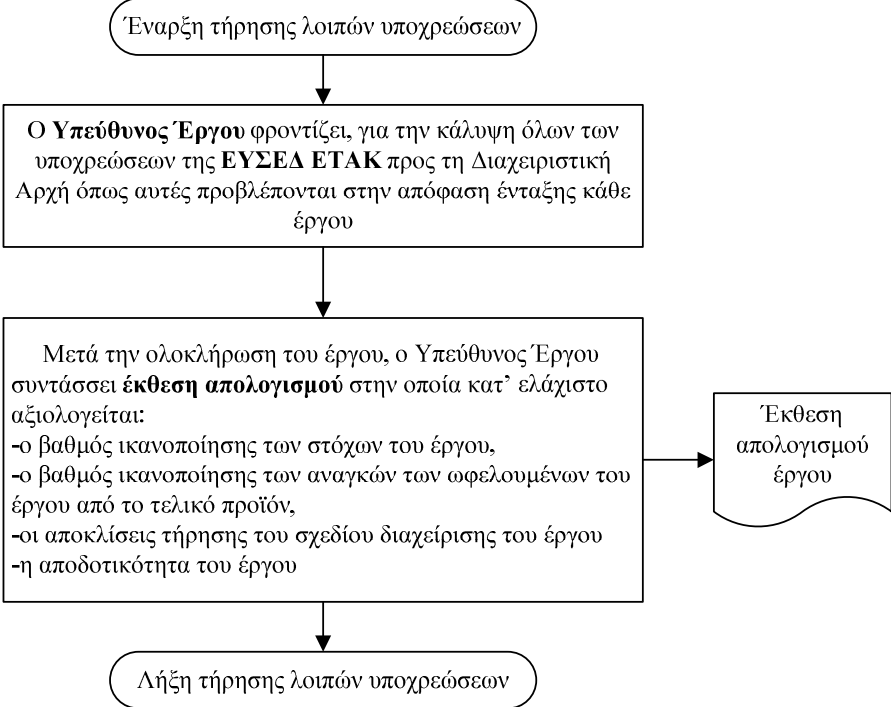 Έναρξη τήρησης λοιπών υποχρεώσεων
Ο Υπεύθυνος Έργου φροντίζει, για την κάλυψη όλων των
υποχρεώσεων της ΕΥΣΕΔ ΕΤΑΚ προς τη Διαχειριστική
Αρχή όπως αυτές προβλέπονται στην απόφαση ένταξης κάθε
έργου
Μετά την ολοκλήρωση του έργου, ο Υπεύθυνος Έργου
συντάσσει έκθεση απολογισμού στην οποία κατ’ ελάχιστο
αξιολογείται:
-ο βαθμός ικανοποίησης των στόχων του έργου,
-ο βαθμός ικανοποίησης των αναγκών των ωφελουμένων του
έργου από το τελικό προϊόν,
-οι αποκλίσεις τήρησης του σχεδίου διαχείρισης του έργου
-η αποδοτικότητα του έργου
Έκθεση
απολογισμού
έργου
Λήξη τήρησης λοιπών υποχρεώσεων